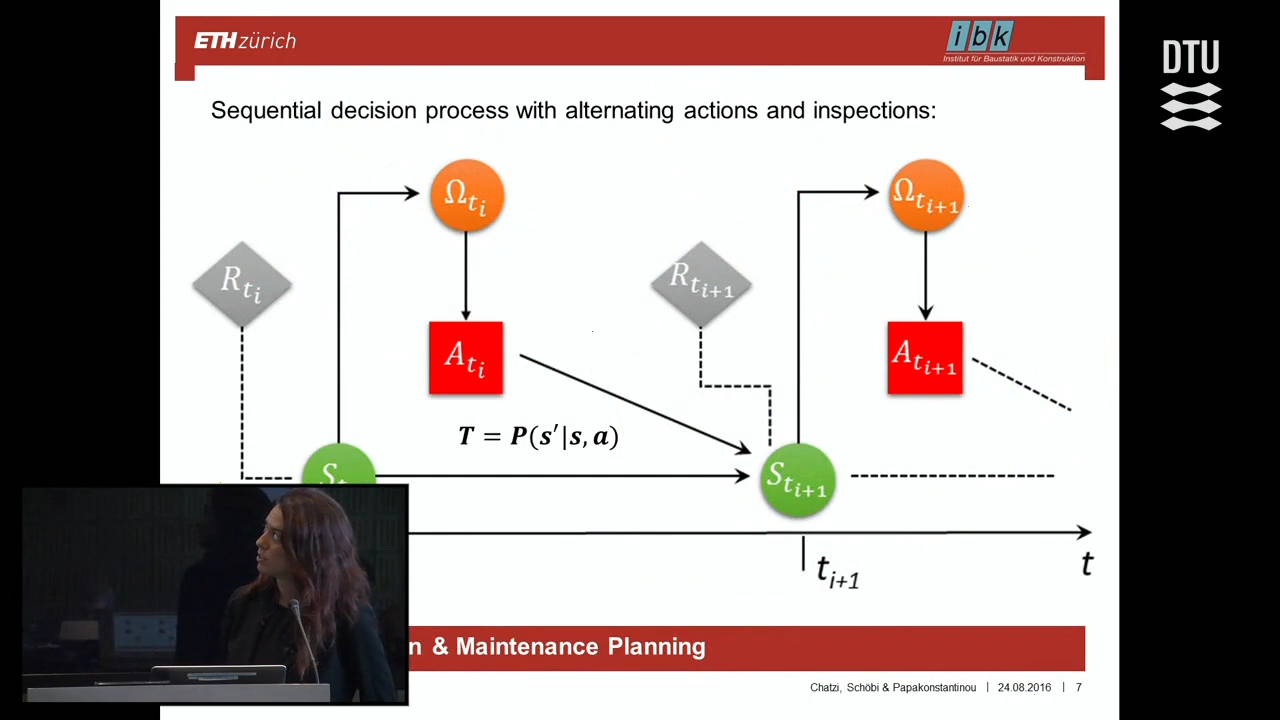 ETH zürich
ibk
Institut für Baustatik und Konstruktion
DTU
Sequential decision process with alternating actions and inspections:
Ω_{t_i}
Ω_{t_{i+1}}
R_{t_i}
R_{t_{i+1}}
A_{t_i}
A_{t_{i+1}}
T = P(s′|s, a)
S_{t_{i+1}}
t_{i+1}
t
& Maintenance Planning
Chatzi, Schöbi & Papakonstantinou | 24.08.2016 | 7